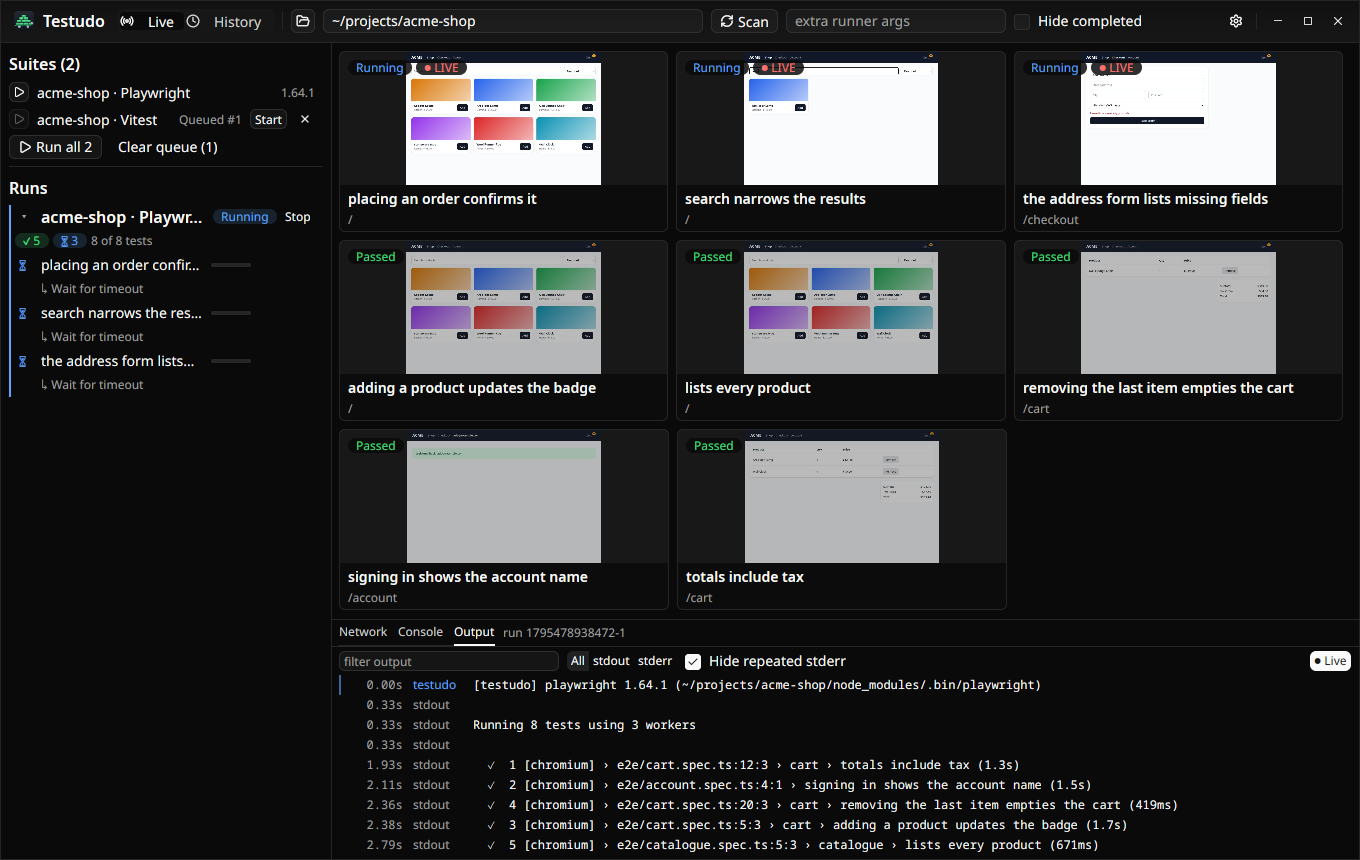 Testudo Live History ~/projects/acme-shop Scan extra runner args Hide completed
Suites (2)
acme-shop · Playwright 1.64.1
acme-shop · Vitest Queued #1 Start
Run all 2 Clear queue (1)
Runs
acme-shop · Playwr... Running Stop
✓ 5 3 8 of 8 tests
placing an order confir...
↳ Wait for timeout
search narrows the res...
↳ Wait for timeout
the address form lists...
↳ Wait for timeout
Running LIVE
placing an order confirms it
/
Running LIVE
search narrows the results
/
Running LIVE
the address form lists missing fields
/checkout
Passed
adding a product updates the badge
/
Passed
lists every product
/
Passed
removing the last item empties the cart
/cart
Passed
signing in shows the account name
/account
Passed
totals include tax
/cart
Network Console Output run 1795478938472-1
filter output All stdout stderr Hide repeated stderr Live
0.00s testudo [testudo] playwright 1.64.1 (~/projects/acme-shop/node_modules/.bin/playwright)
0.33s stdout
0.33s stdout Running 8 tests using 3 workers
0.33s stdout
1.93s stdout ✓ 1 [chromium] › e2e/cart.spec.ts:12:3 › cart › totals include tax (1.3s)
2.11s stdout ✓ 2 [chromium] › e2e/account.spec.ts:4:1 › signing in shows the account name (1.5s)
2.36s stdout ✓ 4 [chromium] › e2e/cart.spec.ts:20:3 › cart › removing the last item empties the cart (419ms)
2.38s stdout ✓ 3 [chromium] › e2e/cart.spec.ts:5:3 › cart › adding a product updates the badge (1.7s)
2.79s stdout ✓ 5 [chromium] › e2e/catalogue.spec.ts:5:3 › catalogue › lists every product (671ms)